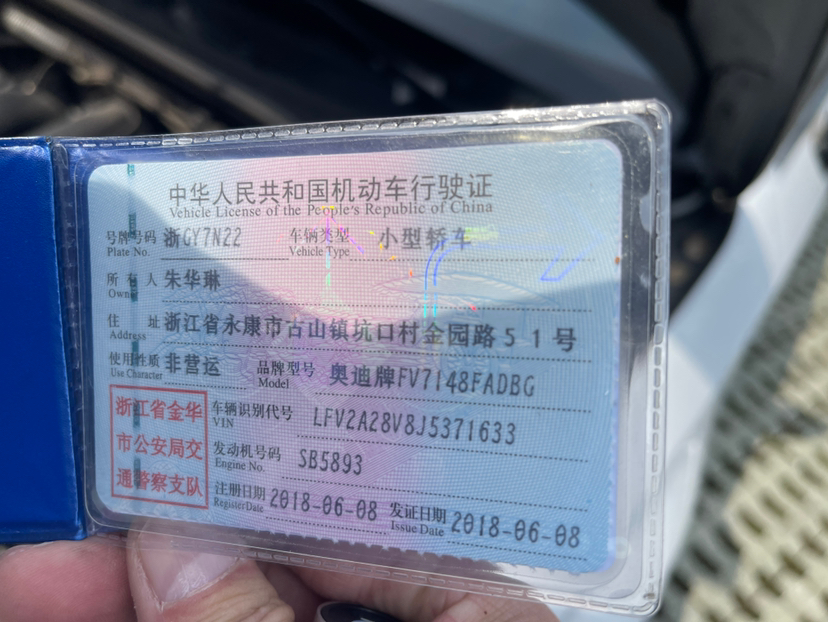 中华人民共和国机动车行驶证
Vehicle License of the People's Republic of China
号牌号码 浙GY7N22 车辆类型 小型轿车
Plate No. Vehicle Type
所有人 朱华琳
Owner
住址 浙江省永康市古山镇坑口村金园路51号
Address
使用性质 非营运 品牌型号 奥迪牌FV7148FADBG
Use Character Model
浙江省金华
市公安局交
通警察支队
车辆识别代号 LFV2A28V8J5371633
VIN
发动机号码 SB5893
Engine No.
注册日期 2018-06-08 发证日期 2018-06-08
Register Date Issue Date